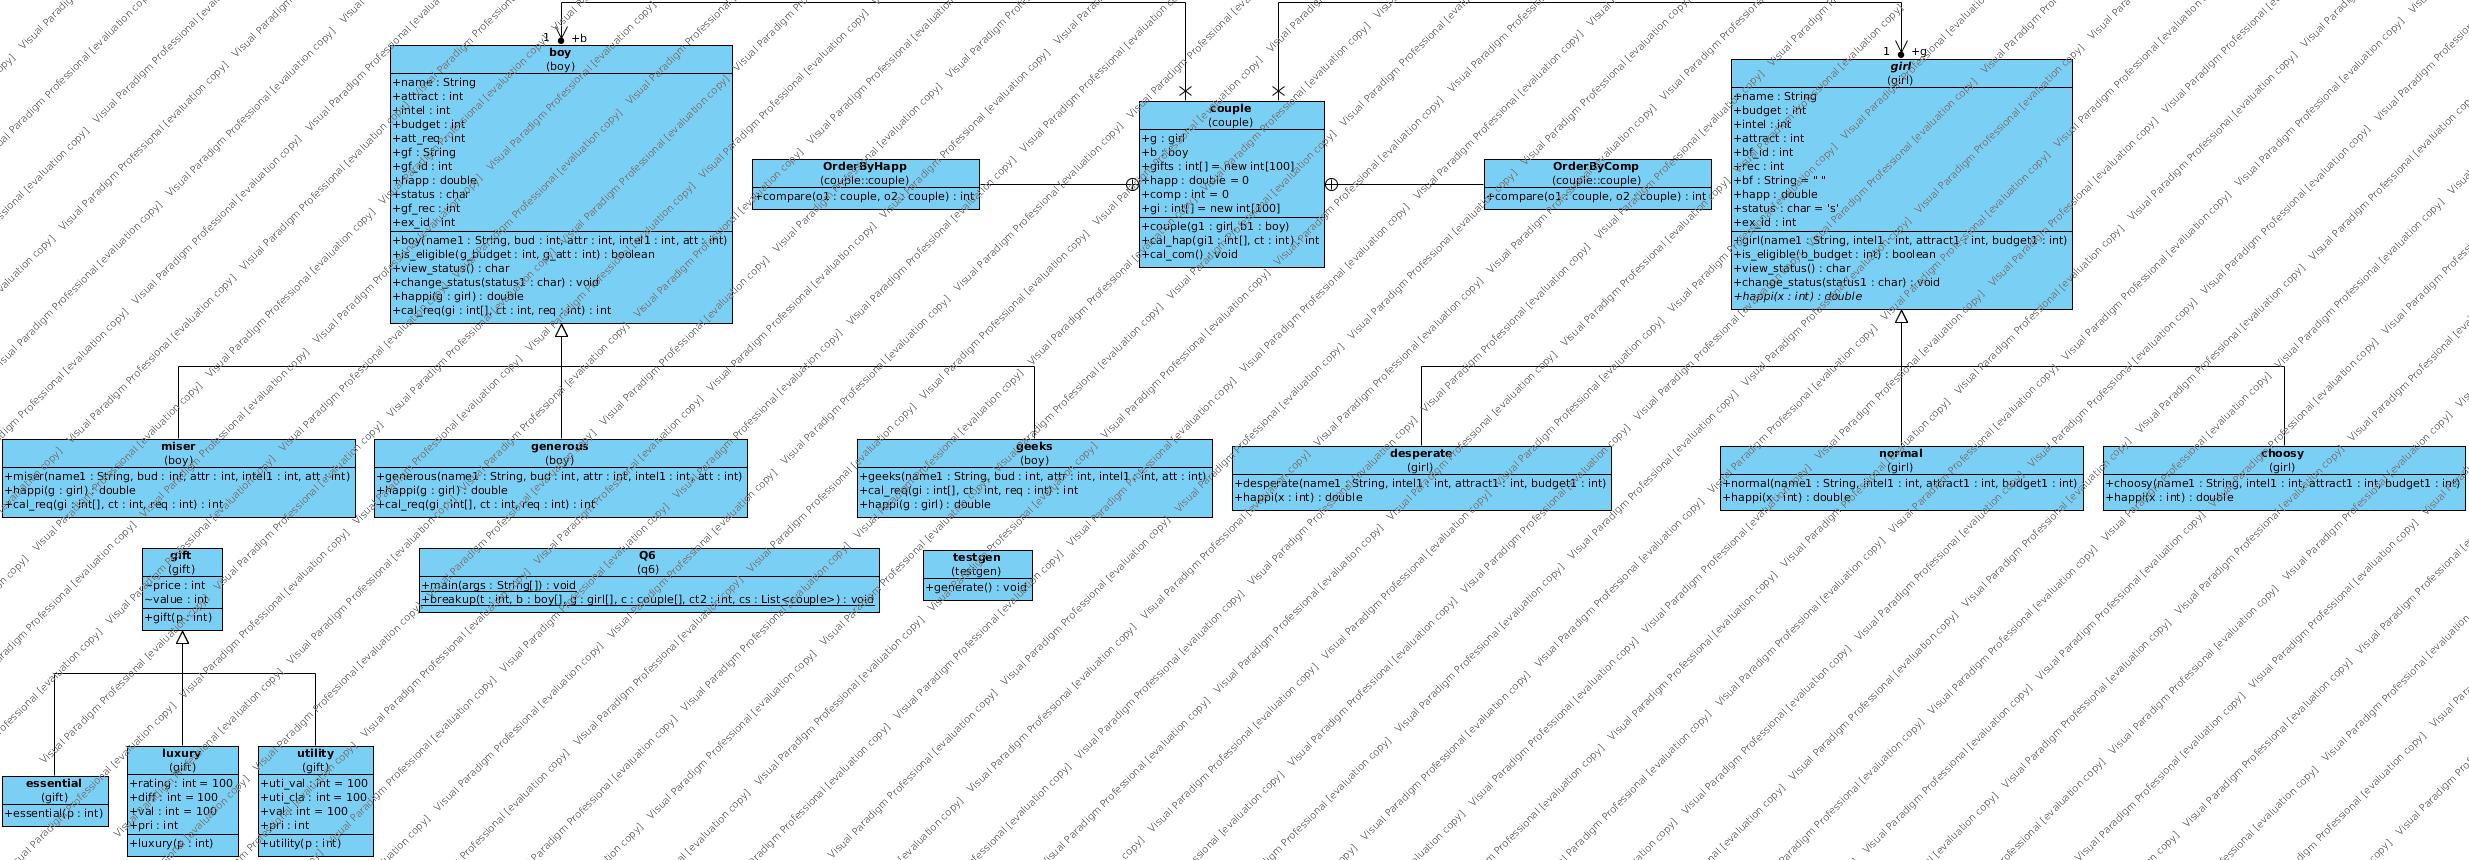 1 +b
boy
(boy)
+name : String
+attract : int
+intel : int
+budget : int
+att_req : int
+gf : String
+gf_id : int
+happ : double
+status : char
+gf_rec : int
+ex_id : int
+boy(name1 : String, bud : int, attr : int, intel1 : int, att : int)
+is_eligible(g_budget : int, g_att : int) : boolean
+view_status() : char
+change_status(status1 : char) : void
+happi(g : girl) : double
+cal_req(gi : int[], ct : int, req : int) : int
OrderByHapp
(couple::couple)
+compare(o1 : couple, o2 : couple) : int
couple
(couple)
+g : girl
+b : boy
+gifts : int[] = new int[100]
+happ : double = 0
+comp : int = 0
+gi : int[] = new int[100]
+couple(g1 : girl, b1 : boy)
+cal_hap(gi1 : int[], ct : int) : int
+cal_com() : void
OrderByComp
(couple::couple)
+compare(o1 : couple, o2 : couple) : int
1 +g
girl
(girl)
+name : String
+budget : int
+intel : int
+attract : int
+bf_id : int
+rec : int
+bf : String = " "
+happ : double
+status : char = 's'
+ex_id : int
+girl(name1 : String, intel1 : int, attract1 : int, budget1 : int)
+is_eligible(b_budget : int) : boolean
+view_status() : char
+change_status(status1 : char) : void
+happi(x : int) : double
miser
(boy)
+miser(name1 : String, bud : int, attr : int, intel1 : int, att : int)
+happi(g : girl) : double
+cal_req(gi : int[], ct : int, req : int) : int
generous
(boy)
+generous(name1 : String, bud : int, attr : int, intel1 : int, att : int)
+happi(g : girl) : double
+cal_req(gi : int[], ct : int, req : int) : int
geeks
(boy)
+geeks(name1 : String, bud : int, attr : int, intel1 : int, att : int)
+cal_req(gi : int[], ct : int, req : int) : int
+happi(g : girl) : double
desperate
(girl)
+desperate(name1 : String, intel1 : int, attract1 : int, budget1 : int)
+happi(x : int) : double
normal
(girl)
+normal(name1 : String, intel1 : int, attract1 : int, budget1 : int)
+happi(x : int) : double
choosy
(girl)
+choosy(name1 : String, intel1 : int, attract1 : int, budget1 : int)
+happi(x : int) : double
gift
(gift)
~price : int
~value : int
+gift(p : int)
Q6
(q6)
+main(args : String[]) : void
+breakup(t : int, b : boy[], g : girl[], c : couple[], ct2 : int, cs : List<couple>) : void
testgen
(testgen)
+generate() : void
essential
(gift)
+essential(p : int)
luxury
(gift)
+rating : int = 100
+diff : int = 100
+val : int = 100
+pri : int
+luxury(p : int)
utility
(gift)
+uti_val : int = 100
+uti_cla : int = 100
+val : int = 100
+pri : int
+utility(p : int)
Visual Paradigm Professional [evaluation copy]